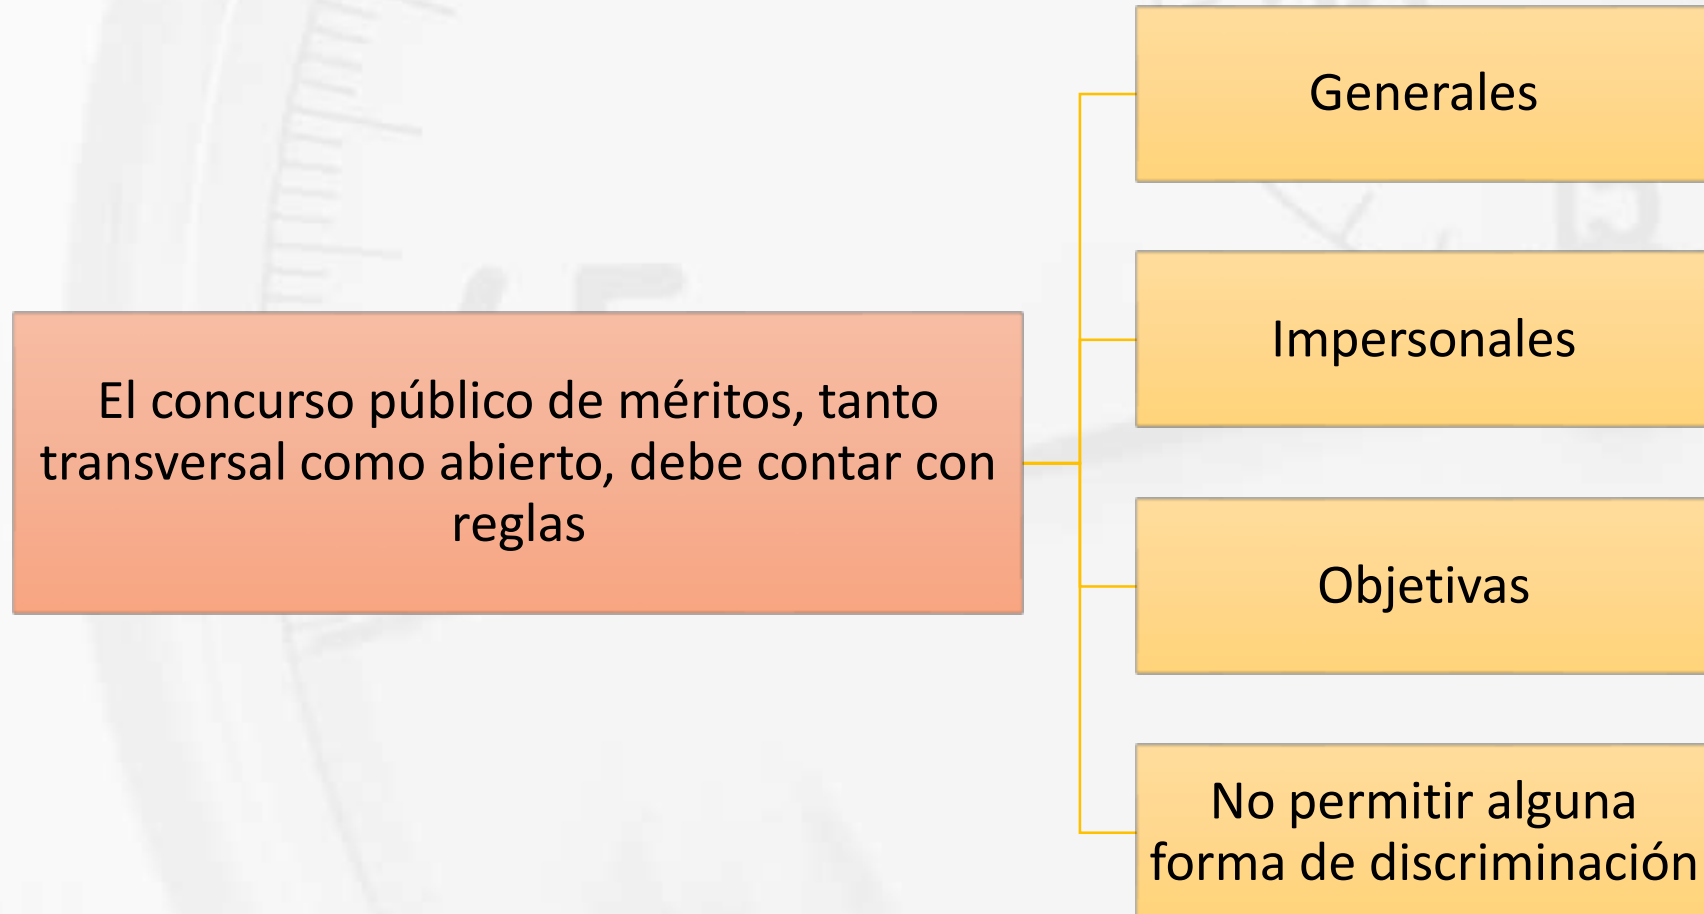 El concurso público de méritos, tanto
transversal como abierto, debe contar con
reglas
Generales
Impersonales
Objetivas
No permitir alguna
forma de discriminación